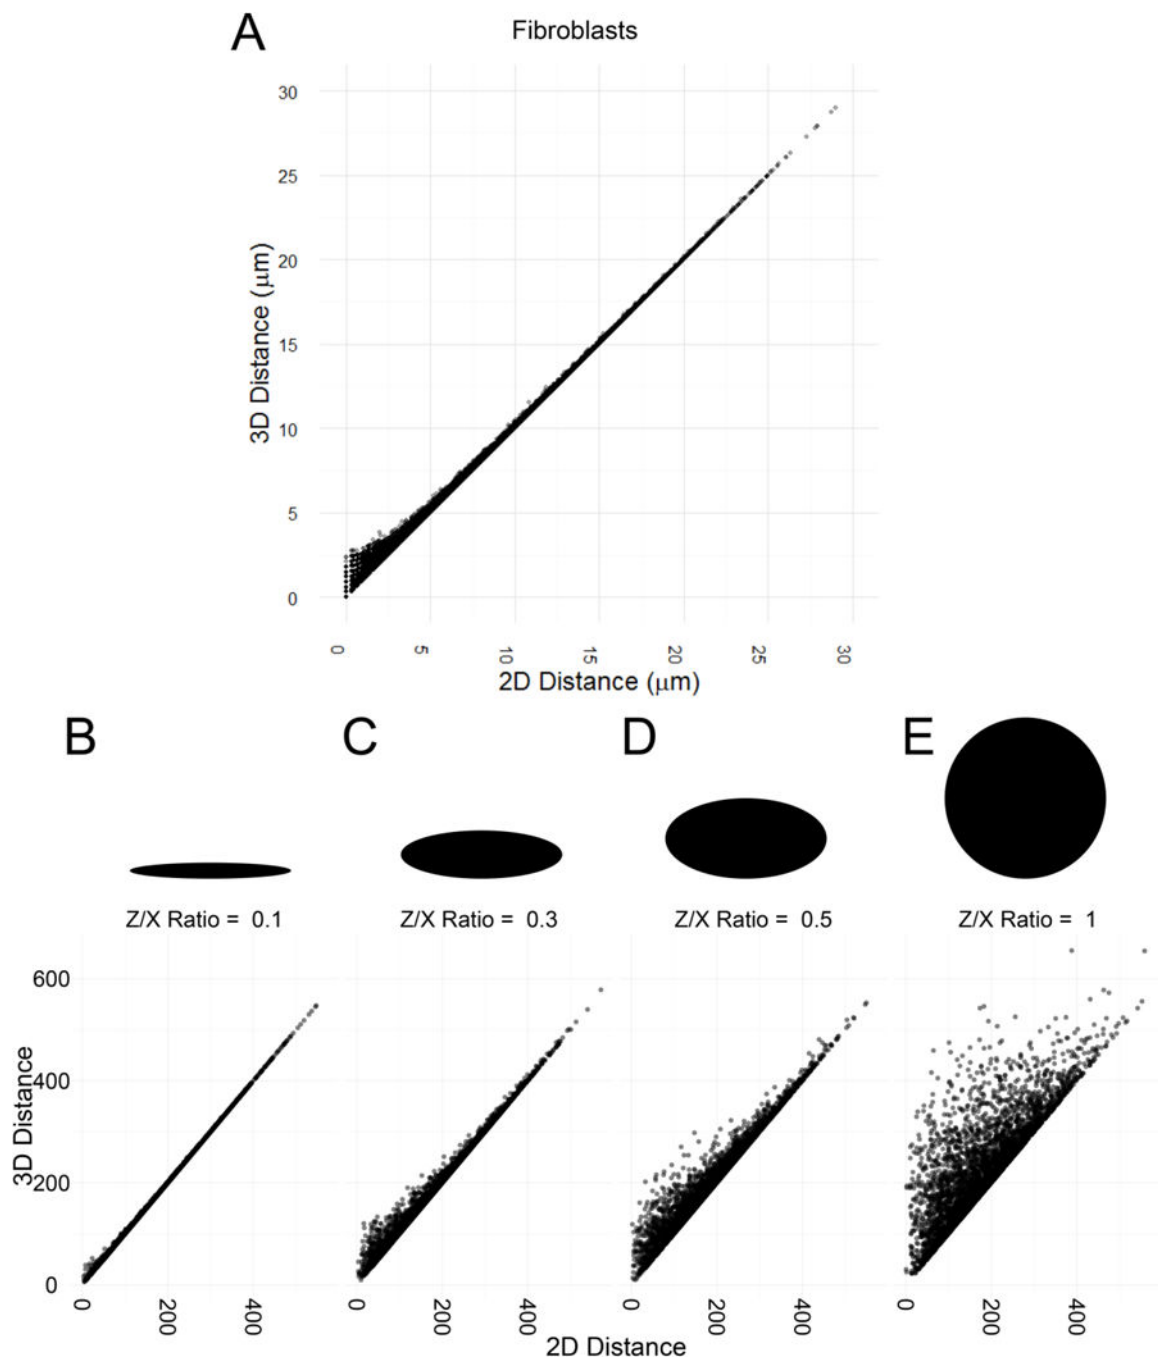 A
Fibroblasts
30
25
20
15
10
5
0
3D Distance (μm)
0
5
10
15
20
25
30
2D Distance (μm)
B
C
D
E
Z/X Ratio = 0.1
Z/X Ratio = 0.3
Z/X Ratio = 0.5
Z/X Ratio = 1
600
400
200
0
3D Distance
0
200
400
0
200
400
0
200
400
0
200
400
2D Distance